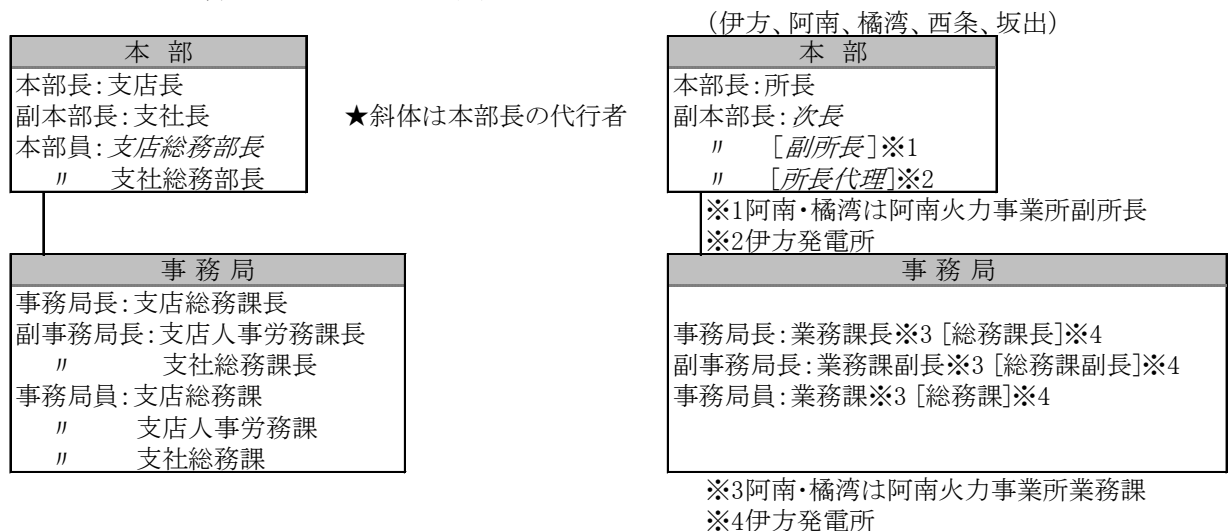 (伊方、阿南、橘湾、西条、坂出)
本 部
本部長:支店長
副本部長:支社長
本部員:支店総務部長
〃 支社総務部長
★斜体は本部長の代行者
本 部
本部長:所長
副本部長:次長
〃 [副所長]※1
〃 [所長代理]※2
※1阿南・橘湾は阿南火力事業所副所長
※2伊方発電所
事 務 局
事務局長:支店総務課長
副事務局長:支店人事労務課長
〃 支社総務課長
事務局員:支店総務課
〃 支店人事労務課
〃 支社総務課
事 務 局
事務局長:業務課長※3 [総務課長]※4
副事務局長:業務課副長※3 [総務課副長]※4
事務局員:業務課※3 [総務課]※4
※3阿南・橘湾は阿南火力事業所業務課
※4伊方発電所